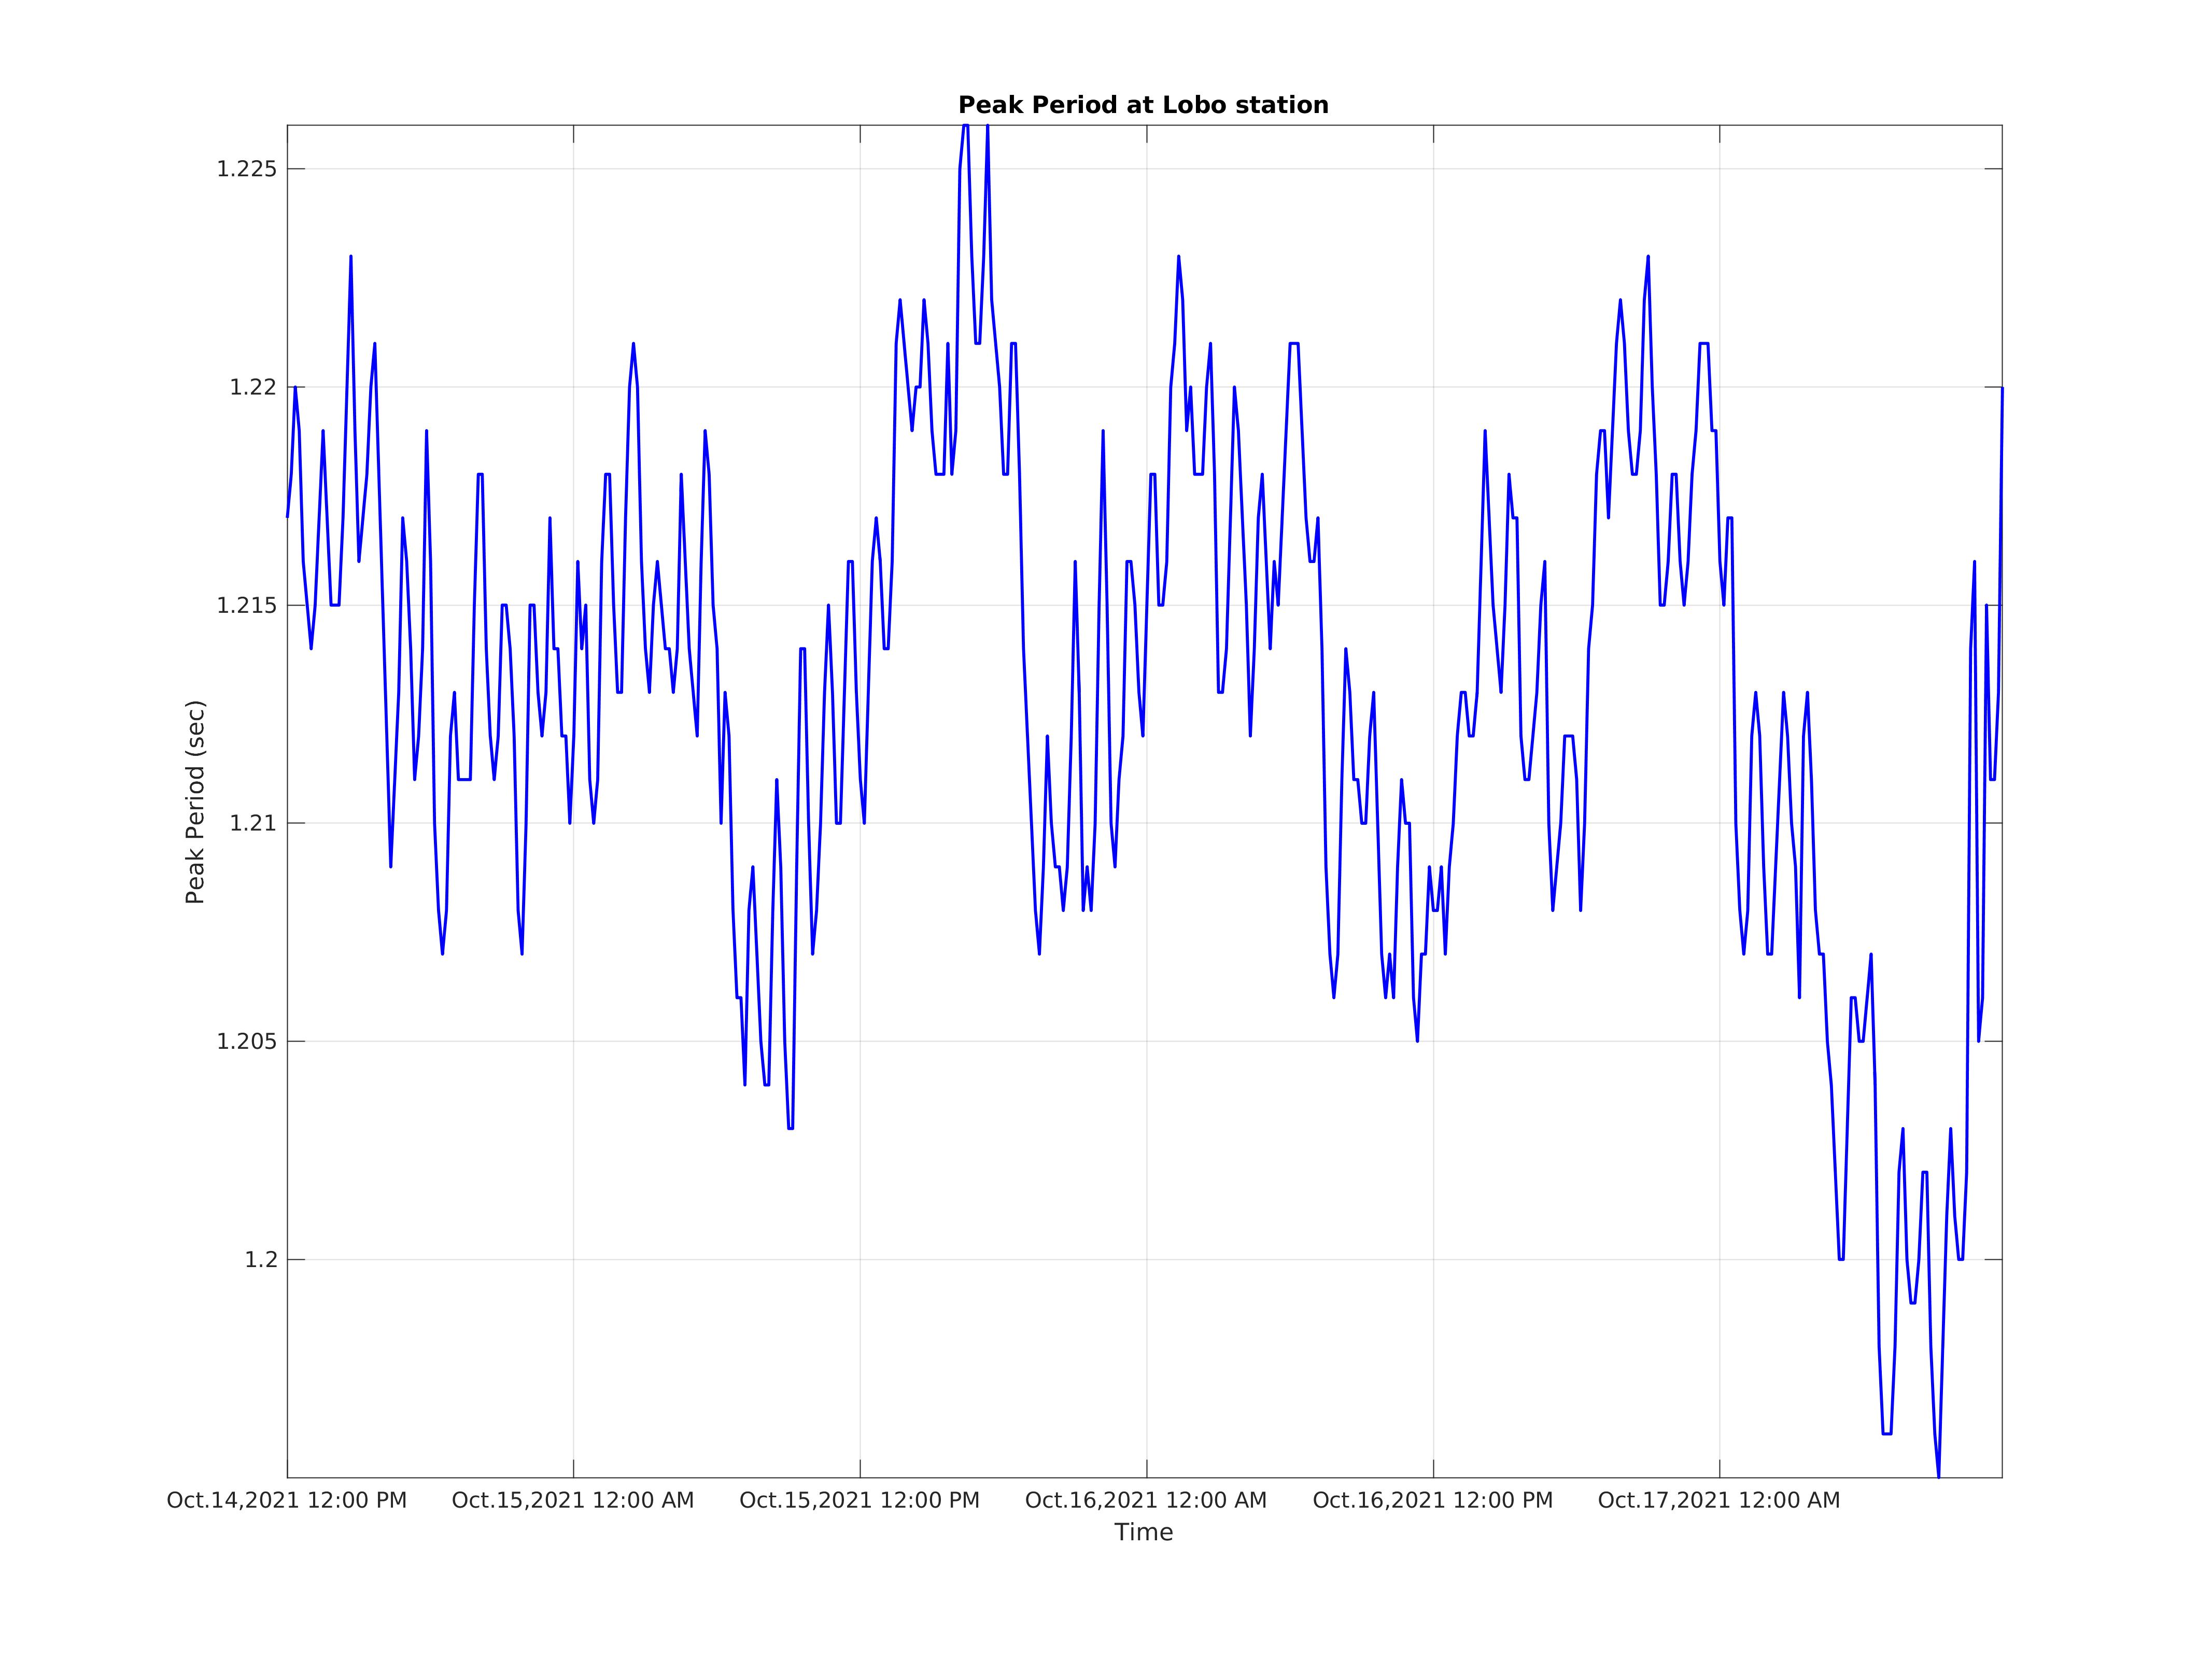 Peak Period at Lobo station
1.225
1.22
1.215
1.21
1.205
1.2
Peak Period (sec)
Oct.14,2021 12:00 PM
Oct.15,2021 12:00 AM
Oct.15,2021 12:00 PM
Oct.16,2021 12:00 AM
Oct.16,2021 12:00 PM
Oct.17,2021 12:00 AM
Time